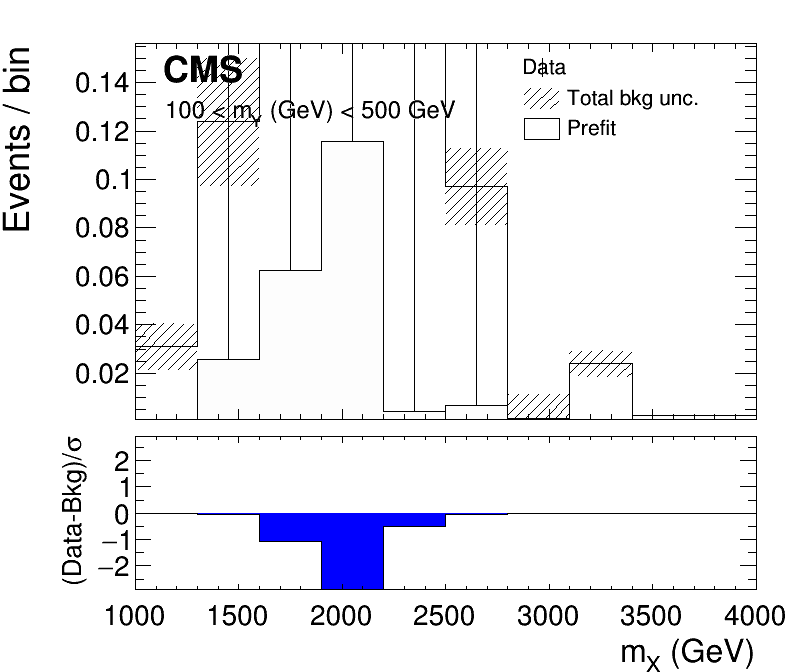 Events / bin
0.14
0.12
0.1
0.08
0.06
0.04
0.02
CMS
100 < m_Y (GeV) < 500 GeV
Data
Total bkg unc.
Prefit
(Data-Bkg)/σ
2
1
0
−1
−2
1000 1500 2000 2500 3000 3500 4000
m_X (GeV)